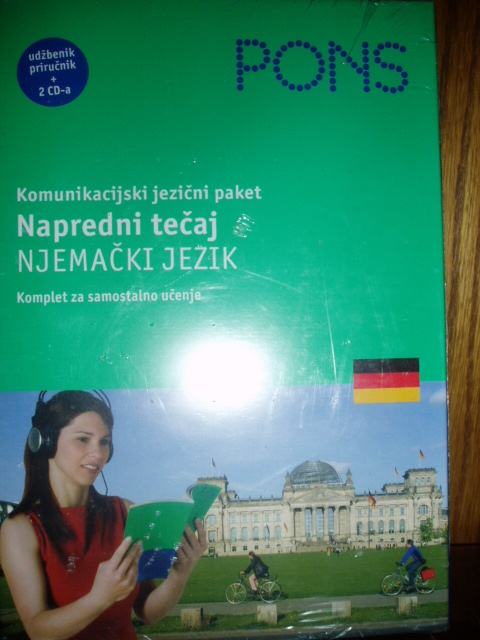 udžbenik
priručnik
+
2 CD-a
PONS
Komunikacijski jezični paket
Napredni tečaj
NJEMAČKI JEZIK
Komplet za samostalno učenje